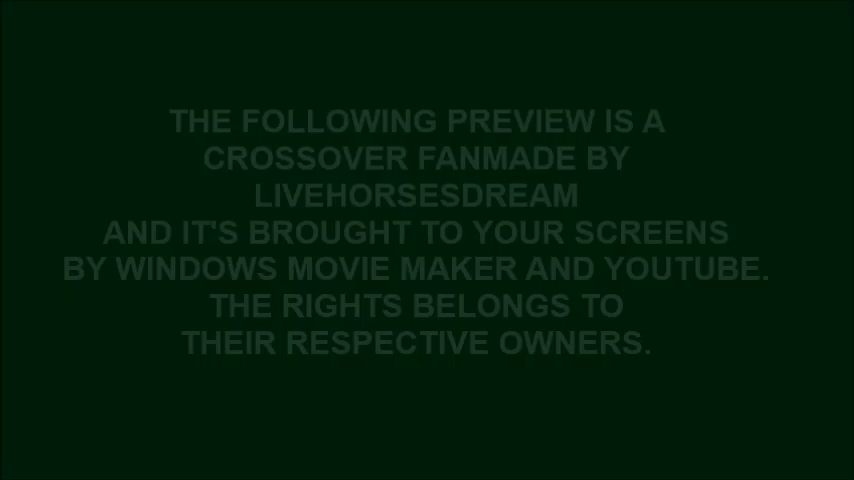 THE FOLLOWING PREVIEW IS A
CROSSOVER FANMADE BY
LIVEHORSESDREAM
AND IT'S BROUGHT TO YOUR SCREENS
BY WINDOWS MOVIE MAKER AND YOUTUBE.
THE RIGHTS BELONGS TO
THEIR RESPECTIVE OWNERS.